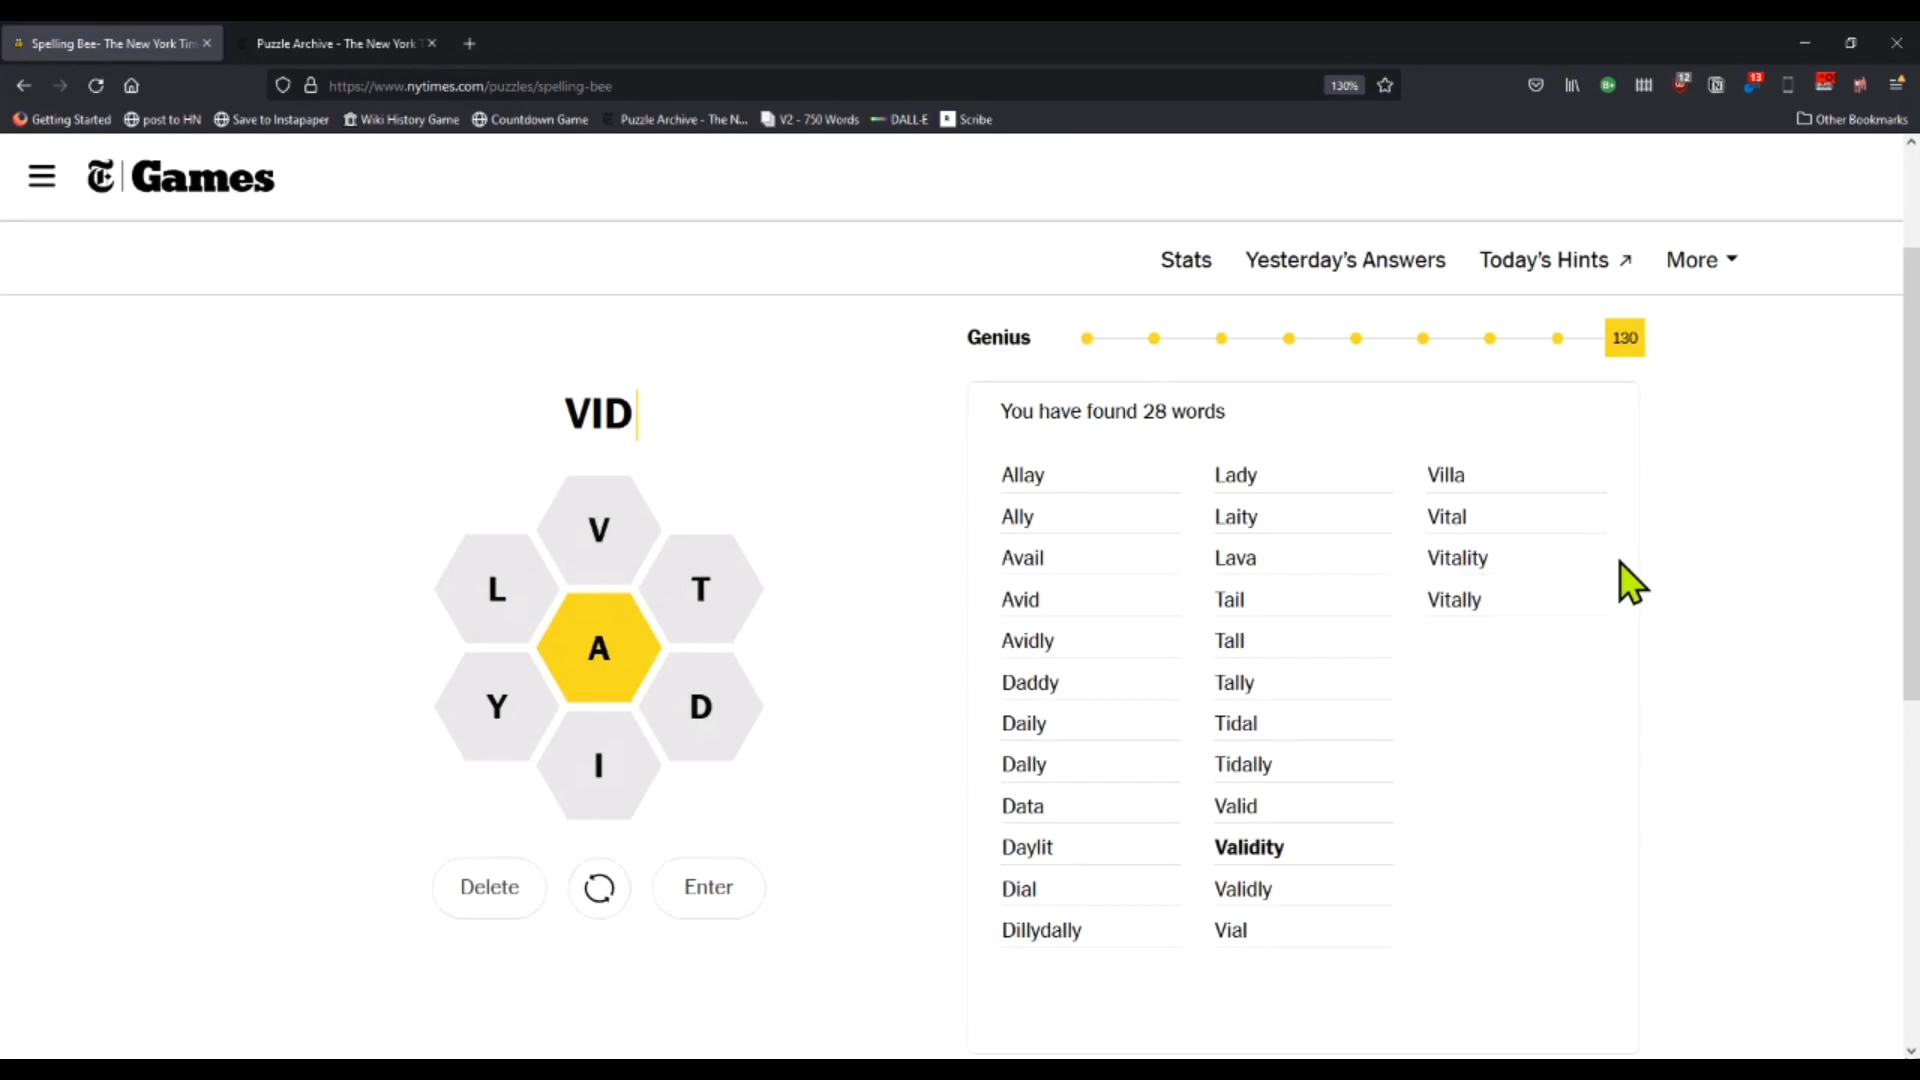 Spelling Bee- The New York Tim
Puzzle Archive - The New York T
https://www.nytimes.com/puzzles/spelling-bee
130%
12
13
Getting Started post to HN Save to Instapaper Wiki History Game Countdown Game Puzzle Archive - The N... V2 - 750 Words DALL-E Scribe Other Bookmarks
T Games
Stats Yesterday's Answers Today's Hints ↗ More
Genius 130
VID
You have found 28 words
Allay Lady Villa
Ally Laity Vital
Avail Lava Vitality
Avid Tail Vitally
Avidly Tall
Daddy Tally
Daily Tidal
Dally Tidally
Data Valid
Daylit Validity
Dial Validly
Dillydally Vial
V
L T
A
Y D
I
Delete Enter